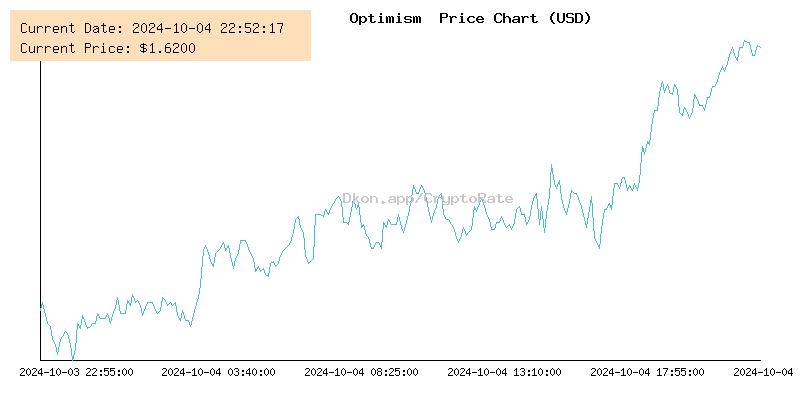 Optimism  Price Chart (USD)
Current Date: 2024-10-04 22:52:17
Current Price: $1.6200
Dkon.app/CryptoRate
2024-10-03 22:55:00 2024-10-04 03:40:00 2024-10-04 08:25:00 2024-10-04 13:10:00 2024-10-04 17:55:00 2024-10-04